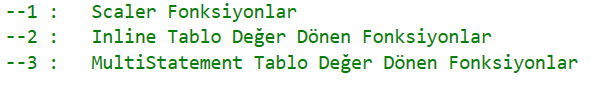 --1 :   Scaler Fonksiyonlar
--2 :   Inline Tablo Değer Dönen Fonksiyonlar
--3 :   MultiStatement Tablo Değer Dönen Fonksiyonlar